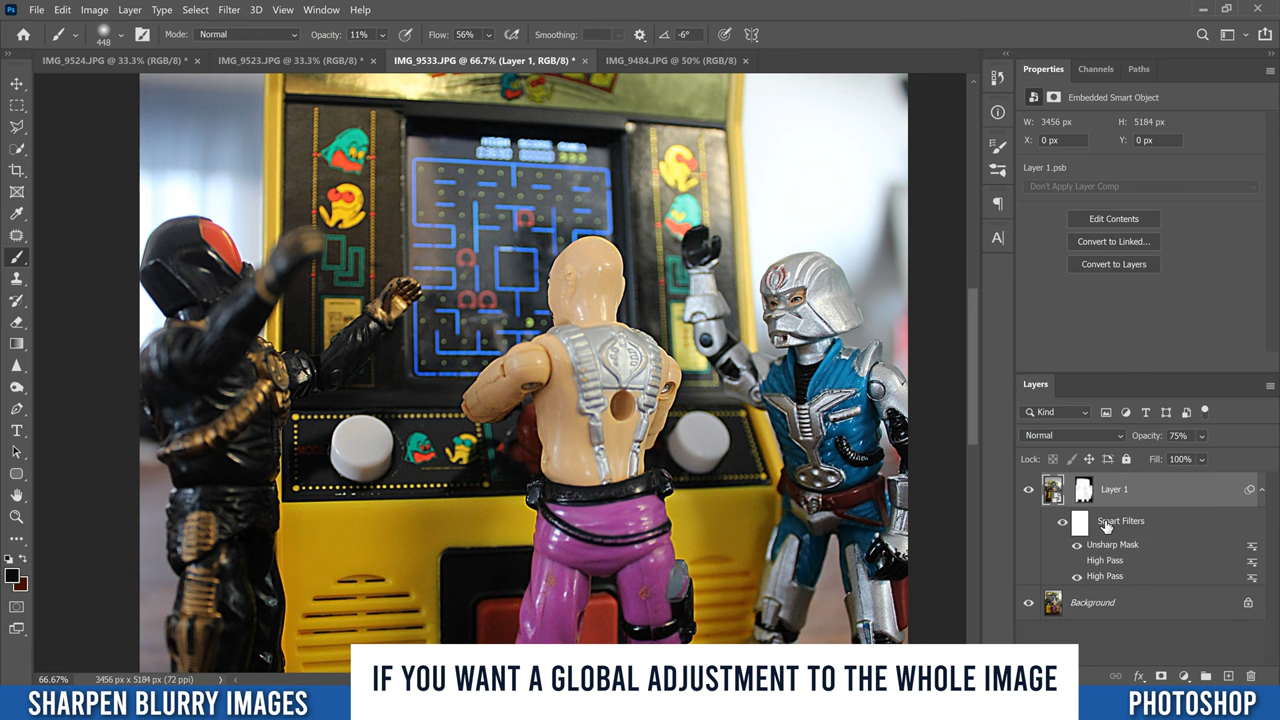 Ps File Edit Image Layer Type Select Filter 3D View Window Help
448 Mode: Normal Opacity: 11% Flow: 56% Smoothing: -6°
IMG_9524.JPG @ 33.3% (RGB/8) * × IMG_9523.JPG @ 33.3% (RGB/8) * × IMG_9533.JPG @ 66.7% (Layer 1, RGB/8) * × IMG_9484.JPG @ 50% (RGB/8) ×
Properties Channels Paths
Embedded Smart Object
W: 3456 px H: 5184 px
X: 0 px Y: 0 px
Layer 1.psb
Don't Apply Layer Comp
Edit Contents
Convert to Linked...
Convert to Layers
Layers
Kind
Normal Opacity: 75%
Lock: Fill: 100%
Layer 1
Smart Filters
Unsharp Mask
High Pass
High Pass
Background
66.67% 3456 px x 5184 px (72 ppi)
IF YOU WANT A GLOBAL ADJUSTMENT TO THE WHOLE IMAGE
SHARPEN BLURRY IMAGES
PHOTOSHOP